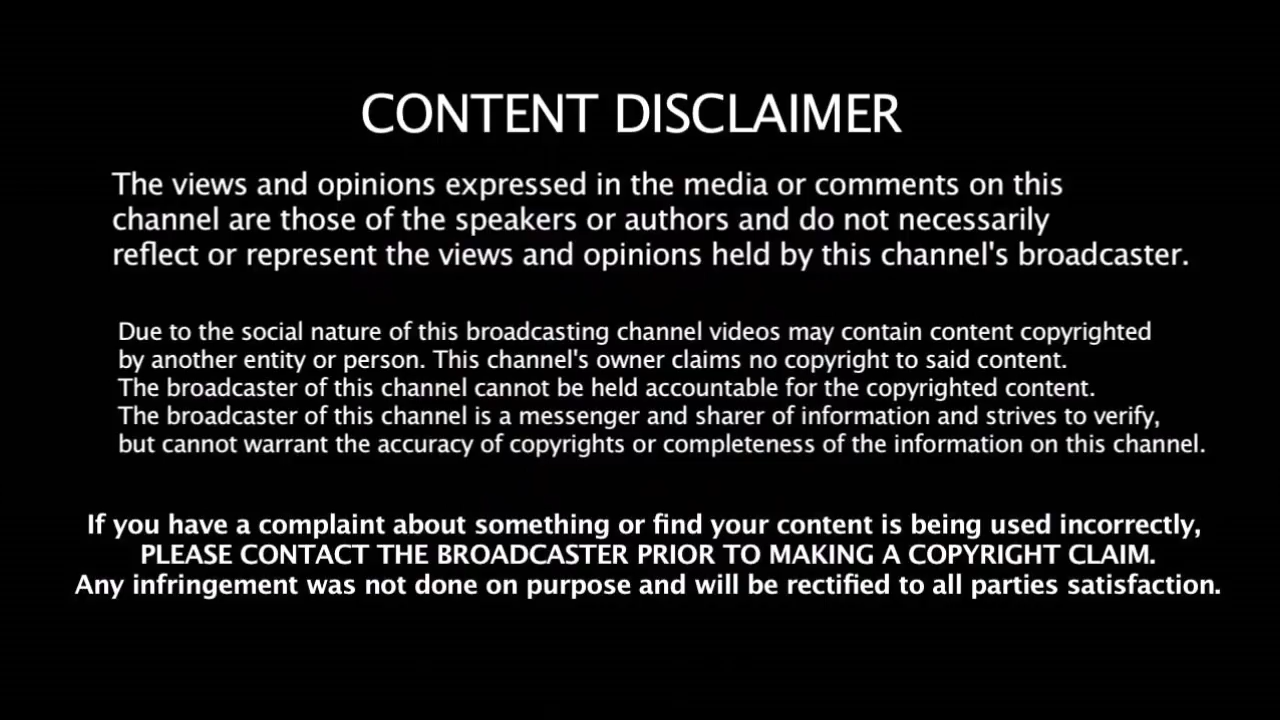 CONTENT DISCLAIMER
The views and opinions expressed in the media or comments on this
channel are those of the speakers or authors and do not necessarily
reflect or represent the views and opinions held by this channel's broadcaster.
Due to the social nature of this broadcasting channel videos may contain content copyrighted
by another entity or person. This channel's owner claims no copyright to said content.
The broadcaster of this channel cannot be held accountable for the copyrighted content.
The broadcaster of this channel is a messenger and sharer of information and strives to verify,
but cannot warrant the accuracy of copyrights or completeness of the information on this channel.
If you have a complaint about something or find your content is being used incorrectly,
PLEASE CONTACT THE BROADCASTER PRIOR TO MAKING A COPYRIGHT CLAIM.
Any infringement was not done on purpose and will be rectified to all parties satisfaction.